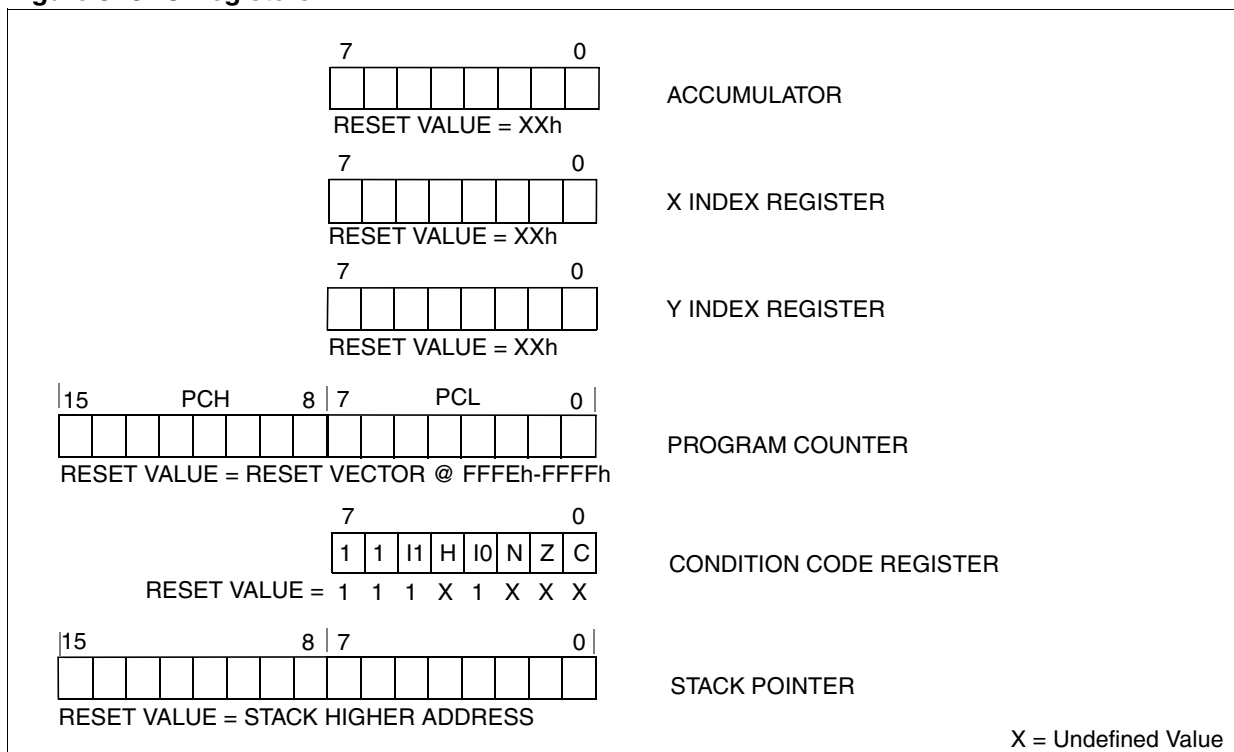 7 0
ACCUMULATOR
RESET VALUE = XXh
7 0
X INDEX REGISTER
RESET VALUE = XXh
7 0
Y INDEX REGISTER
RESET VALUE = XXh
15 PCH 8 7 PCL 0
PROGRAM COUNTER
RESET VALUE = RESET VECTOR @ FFFEh-FFFFh
7 0
1 1 I1 H I0 N Z C
CONDITION CODE REGISTER
RESET VALUE = 1 1 1 X 1 X X X
15 8 7 0
STACK POINTER
RESET VALUE = STACK HIGHER ADDRESS
X = Undefined Value